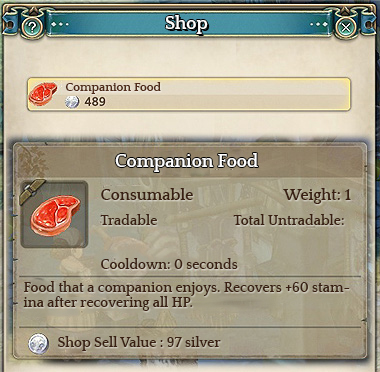 ?
Shop
X
Companion Food
489
Companion Food
Consumable Weight: 1
Tradable Total Untradable:
Cooldown: 0 seconds
Food that a companion enjoys. Recovers +60 stam-
ina after recovering all HP.
Shop Sell Value : 97 silver